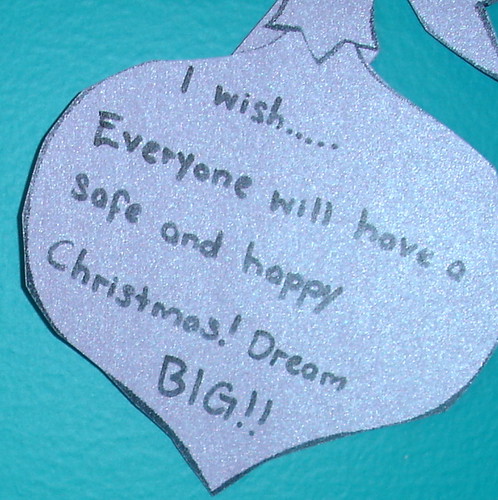 I wish.....
Everyone will have a
safe and happy
Christmas! Dream
BIG!!